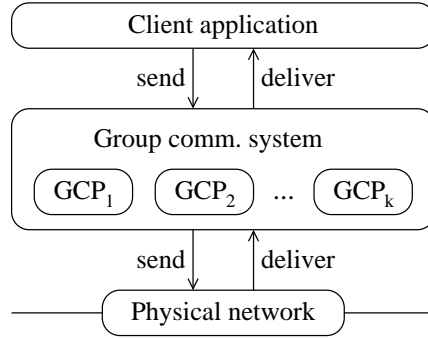 Client application
send deliver
Group comm. system
GCP1 GCP2 ... GCPk
send deliver
Physical network